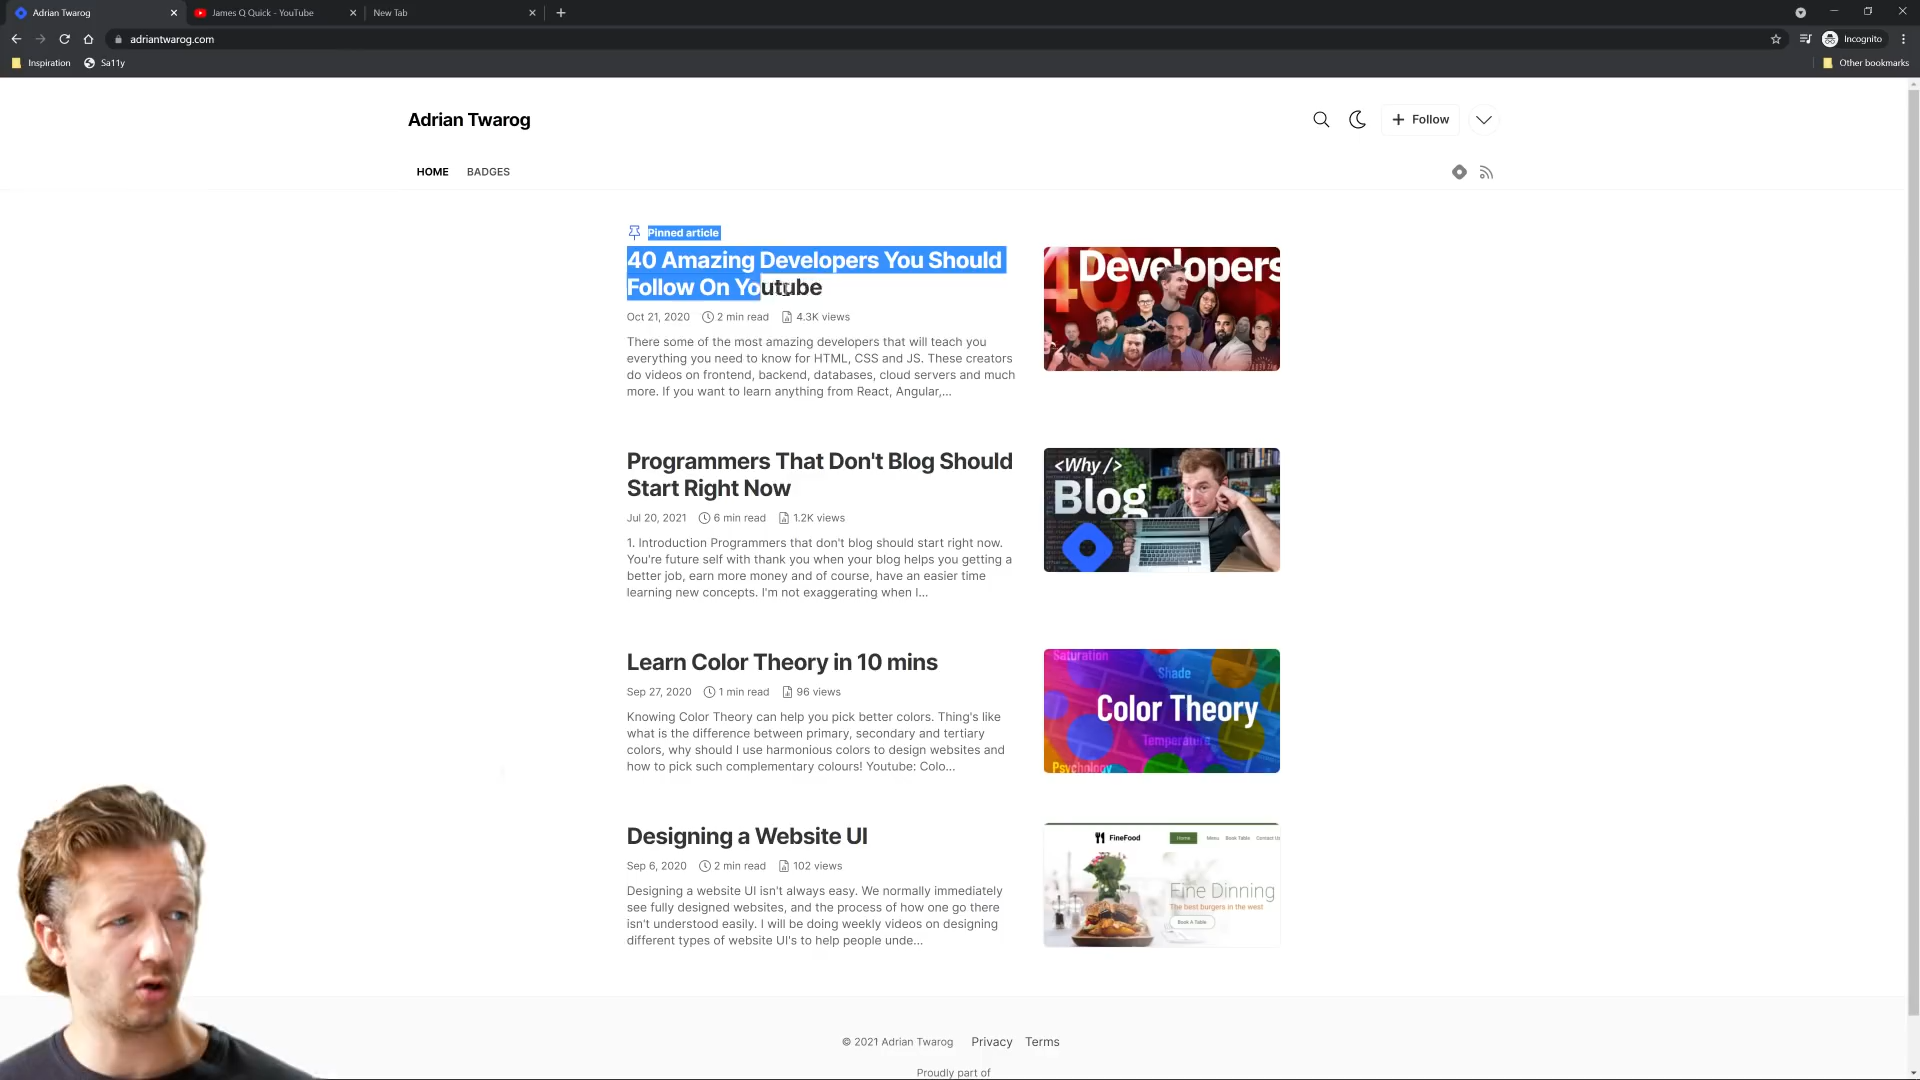 Adrian Twarog
James Q Quick - YouTube
New Tab
adriantwarog.com
Incognito
Inspiration
Sa11y
Other bookmarks
Adrian Twarog
Follow
HOME
BADGES
Pinned article
40 Amazing Developers You Should
Follow On Youtube
Oct 21, 2020
2 min read
4.3K views
There some of the most amazing developers that will teach you
everything you need to know for HTML, CSS and JS. These creators
do videos on frontend, backend, databases, cloud servers and much
more. If you want to learn anything from React, Angular,...
40 Developers
Programmers That Don't Blog Should
Start Right Now
Jul 20, 2021
6 min read
1.2K views
1. Introduction Programmers that don't blog should start right now.
You're future self with thank you when your blog helps you getting a
better job, earn more money and of course, have an easier time
learning new concepts. I'm not exaggerating when I...
<Why />
Blog
Learn Color Theory in 10 mins
Sep 27, 2020
1 min read
96 views
Knowing Color Theory can help you pick better colors. Thing's like
what is the difference between primary, secondary and tertiary
colors, why should I use harmonious colors to design websites and
how to pick such complementary colours! Youtube: Colo...
Saturation
Shade
Color Theory
Temperature
Psychology
Designing a Website UI
Sep 6, 2020
2 min read
102 views
Designing a website UI isn't always easy. We normally immediately
see fully designed websites, and the process of how one go there
isn't understood easily. I will be doing weekly videos on designing
different types of website UI's to help people unde...
FineFood
Home
Menu
Book Table
Contact Us
Fine Dinning
The best burgers in the west
Book A Table
© 2021 Adrian Twarog
Privacy
Terms
Proudly part of